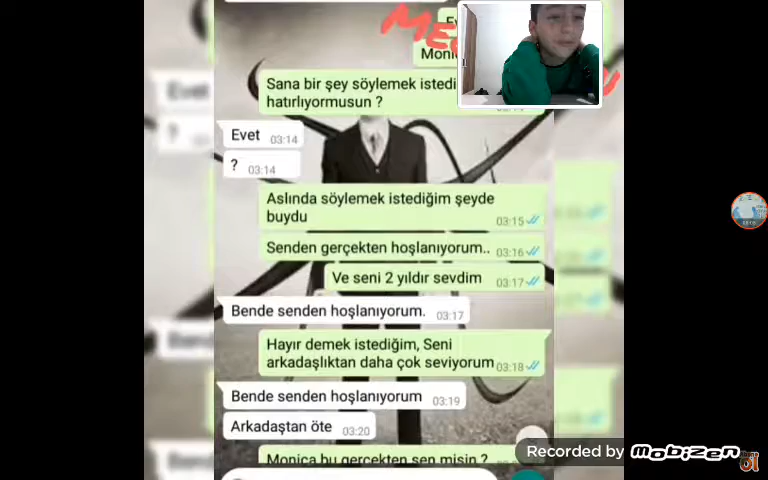 Sana bir şey söylemek istedi
hatırlıyormusun ?
Evet 03:14
? 03:14
Aslında söylemek istediğim şeyde
buydu 03:15
Senden gerçekten hoşlanıyorum.. 03:16
Ve seni 2 yıldır sevdim 03:17
Bende senden hoşlanıyorum. 03:17
Hayır demek istediğim, Seni
arkadaşlıktan daha çok seviyorum 03:18
Bende senden hoşlanıyorum 03:19
Arkadaştan öte 03:20
Monica bu gerçekten sen misin ?
Recorded by mobizen